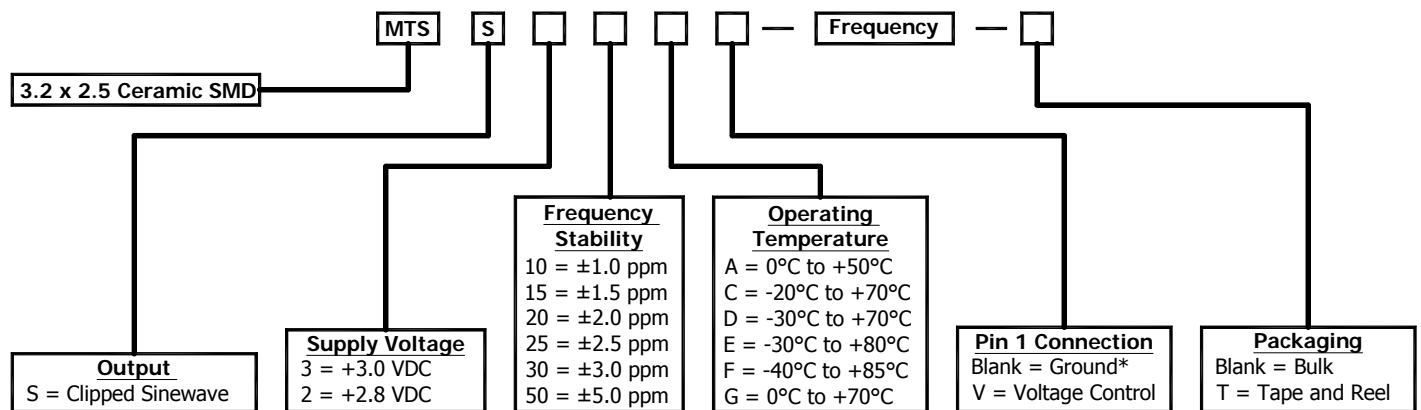 MTS S — Frequency —
3.2 x 2.5 Ceramic SMD
Output
S = Clipped Sinewave
Supply Voltage
3 = +3.0 VDC
2 = +2.8 VDC
Frequency
Stability
10 = ±1.0 ppm
15 = ±1.5 ppm
20 = ±2.0 ppm
25 = ±2.5 ppm
30 = ±3.0 ppm
50 = ±5.0 ppm
Operating
Temperature
A = 0°C to +50°C
C = -20°C to +70°C
D = -30°C to +70°C
E = -30°C to +80°C
F = -40°C to +85°C
G = 0°C to +70°C
Pin 1 Connection
Blank = Ground*
V = Voltage Control
Packaging
Blank = Bulk
T = Tape and Reel